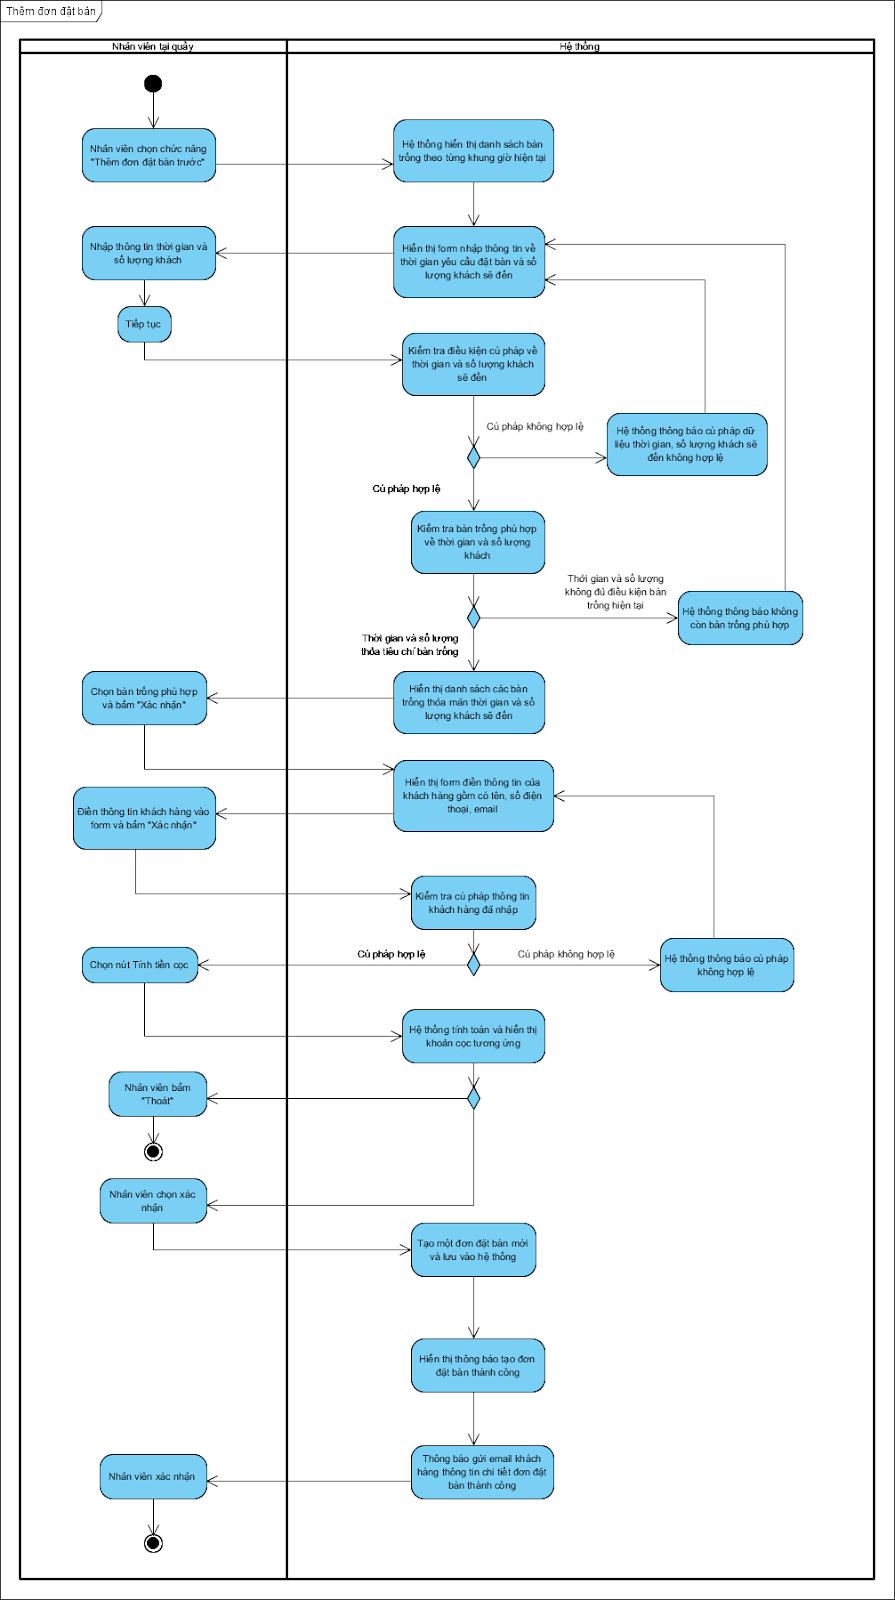 Thêm đơn đặt bàn
Nhân viên tại quầy
Hệ thống
Nhân viên chọn chức năng
"Thêm đơn đặt bàn trước"
Hệ thống hiển thị danh sách bàn
trống theo từng khung giờ hiện tại
Nhập thông tin thời gian và
số lượng khách
Hiển thị form nhập thông tin về
thời gian yêu cầu đặt bàn và số
lượng khách sẽ đến
Tiếp tục
Kiểm tra điều kiện cú pháp về
thời gian và số lượng khách
sẽ đến
Cú pháp không hợp lệ
Hệ thống thông báo cú pháp dữ
liệu thời gian, số lượng khách sẽ
đến không hợp lệ
Cú pháp hợp lệ
Kiểm tra bàn trống phù hợp
về thời gian và số lượng
khách
Thời gian và số lượng
không đủ điều kiện bàn
trống hiện tại
Hệ thống thông báo không
còn bàn trống phù hợp
Thời gian và số lượng
thỏa tiêu chí bàn trống
Chọn bàn trống phù hợp
và bấm "Xác nhận"
Hiển thị danh sách các bàn
trống thỏa mãn thời gian và số
lượng khách sẽ đến
Hiển thị form điền thông tin của
khách hàng gồm có tên, số điện
thoại, email
Điền thông tin khách hàng vào
form và bấm "Xác nhận"
Kiểm tra cú pháp thông tin
khách hàng đã nhập
Chọn nút Tính tiền cọc
Cú pháp hợp lệ
Cú pháp không hợp lệ
Hệ thống thông báo cú pháp
không hợp lệ
Hệ thống tính toán và hiển thị
khoản cọc tương ứng
Nhân viên bấm
"Thoát"
Nhân viên chọn xác
nhận
Tạo một đơn đặt bàn mới
và lưu vào hệ thống
Hiển thị thông báo tạo đơn
đặt bàn thành công
Thông báo gửi email khách
hàng thông tin chi tiết đơn đặt
bàn thành công
Nhân viên xác nhận